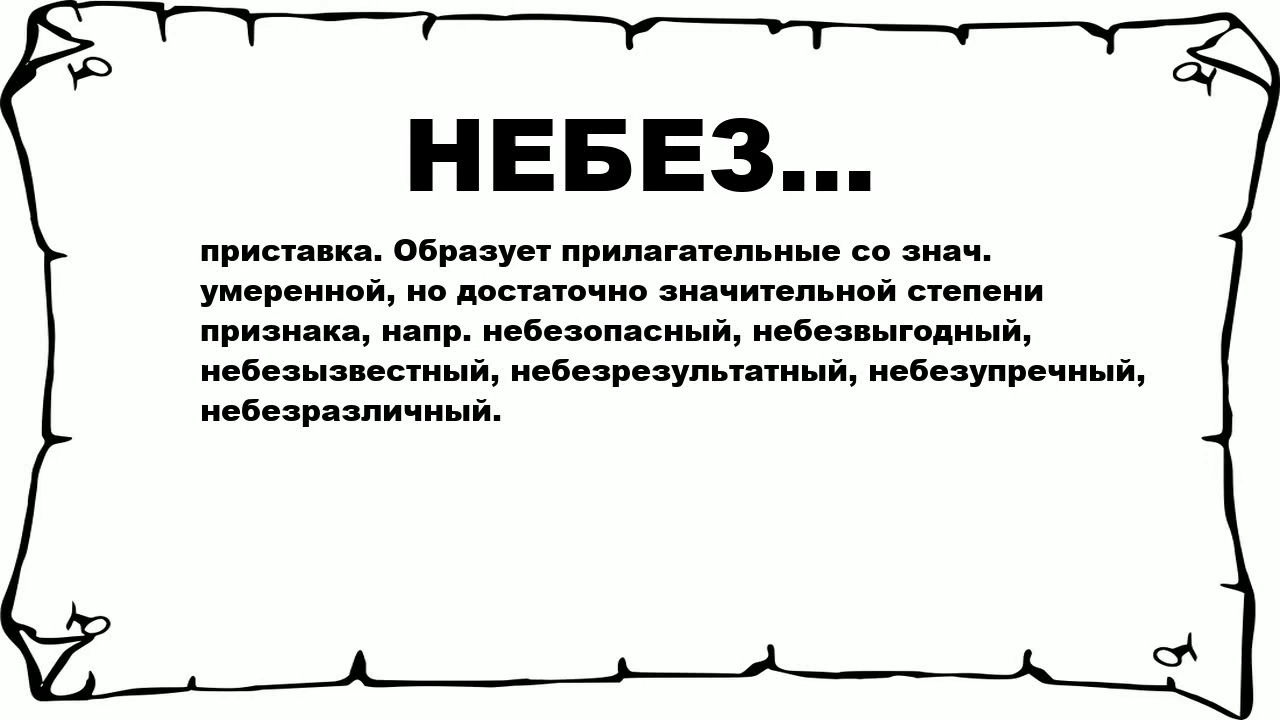 НЕБЕЗ...
приставка. Образует прилагательные со знач.
умеренной, но достаточно значительной степени
признака, напр. небезопасный, небезвыгодный,
небезызвестный, небезрезультатный, небезупречный,
небезразличный.